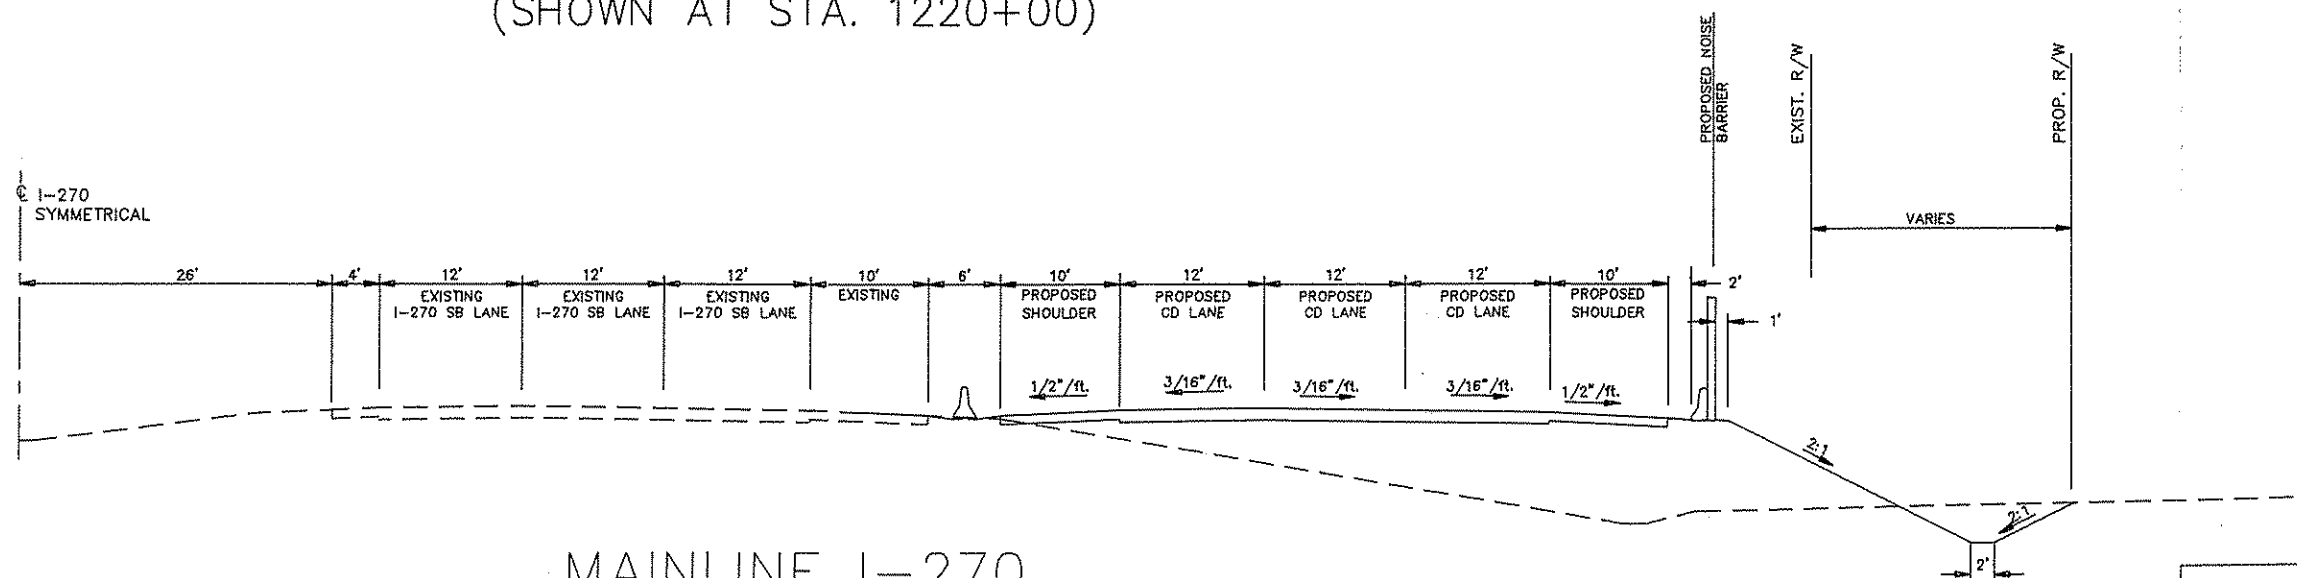 (SHOWN AT STA. 1220+00)
PROPOSED NOISE
BARRIER
EXIST. R/W
PROP. R/W
℄ I-270
SYMMETRICAL
VARIES
26'
4'
12'
12'
12'
10'
6'
10'
12'
12'
12'
10'
2'
EXISTING
I-270 SB LANE
EXISTING
I-270 SB LANE
EXISTING
I-270 SB LANE
EXISTING
PROPOSED
SHOULDER
PROPOSED
CD LANE
PROPOSED
CD LANE
PROPOSED
CD LANE
PROPOSED
SHOULDER
1'
1/2"/ft.
3/16"/ft.
3/16"/ft.
3/16"/ft.
1/2"/ft.
2:1
2:1
2'
MAINLINE I-270